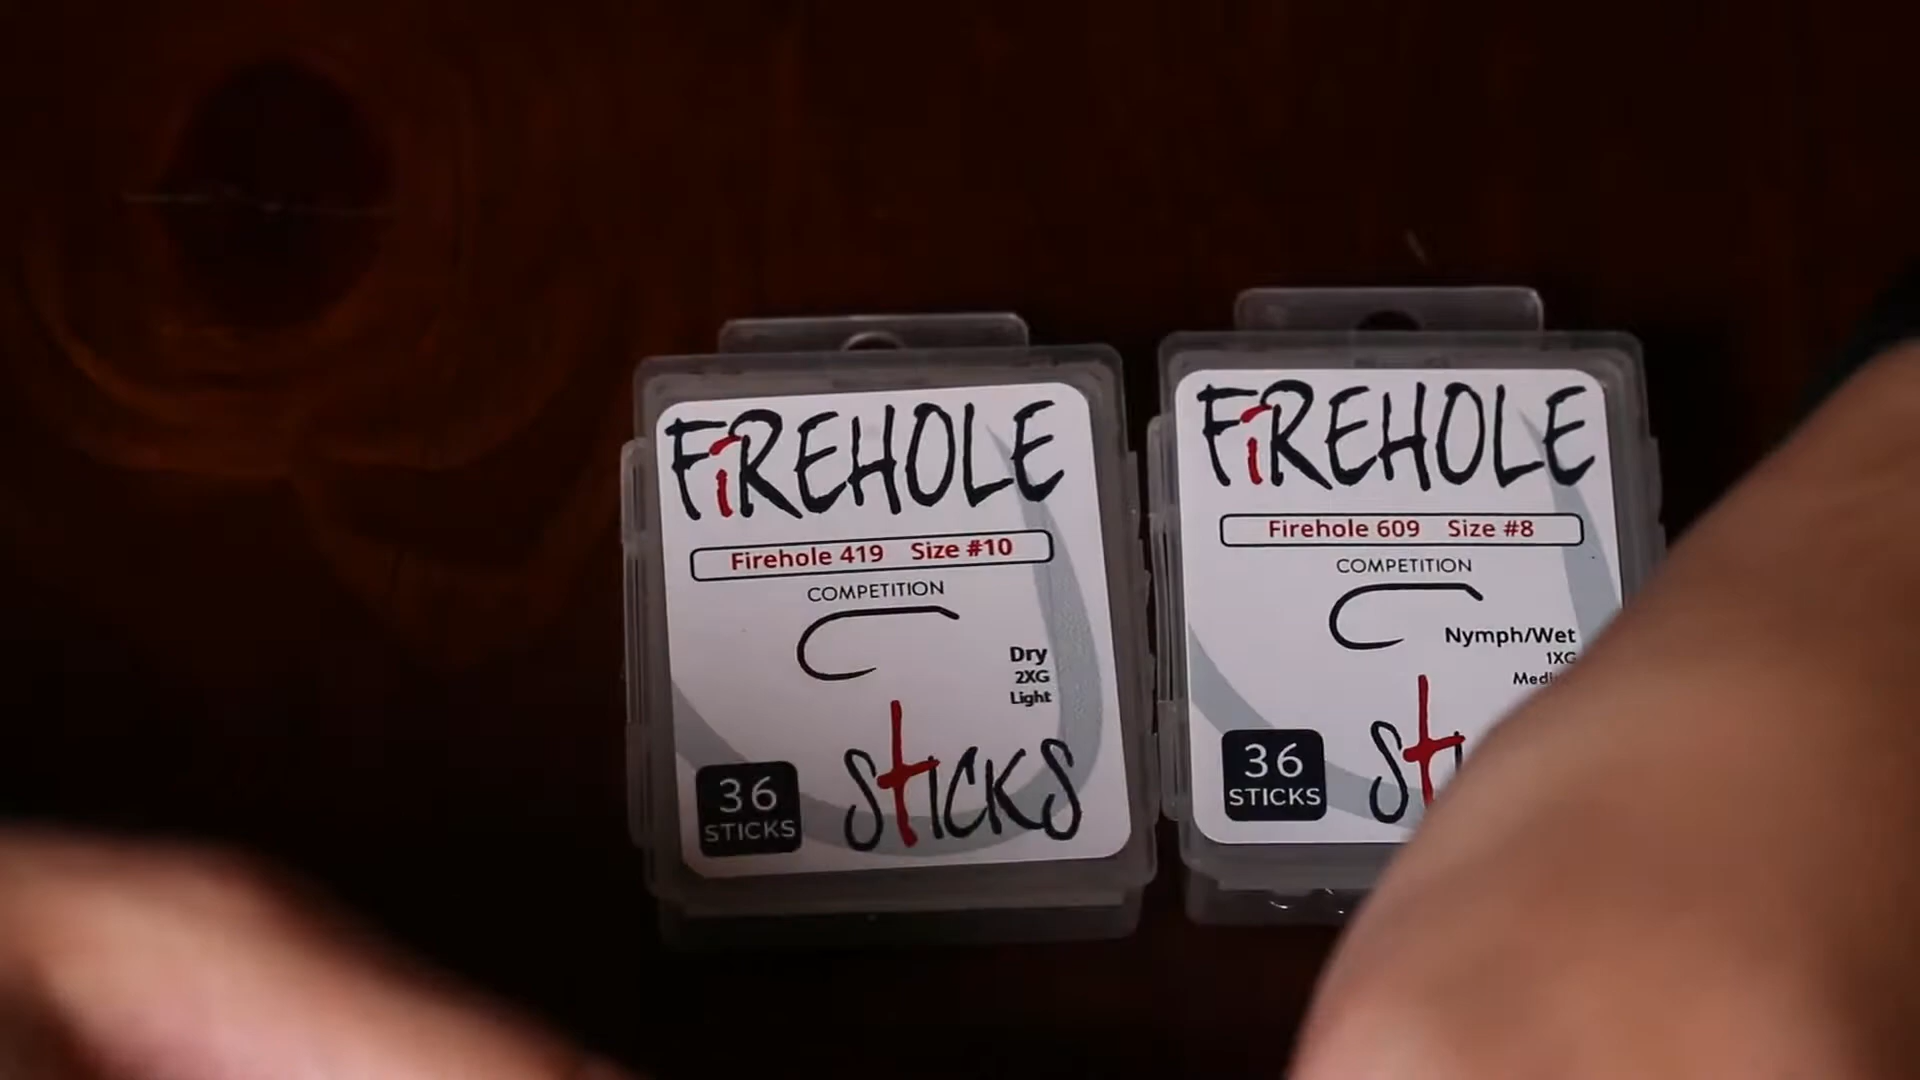 FiREHOLE
Firehole 419 Size #10
COMPETITION
Dry
2XG
Light
36
STICKS
StICKS
FiREHOLE
Firehole 609 Size #8
COMPETITION
Nymph/Wet
1XG
36
STICKS